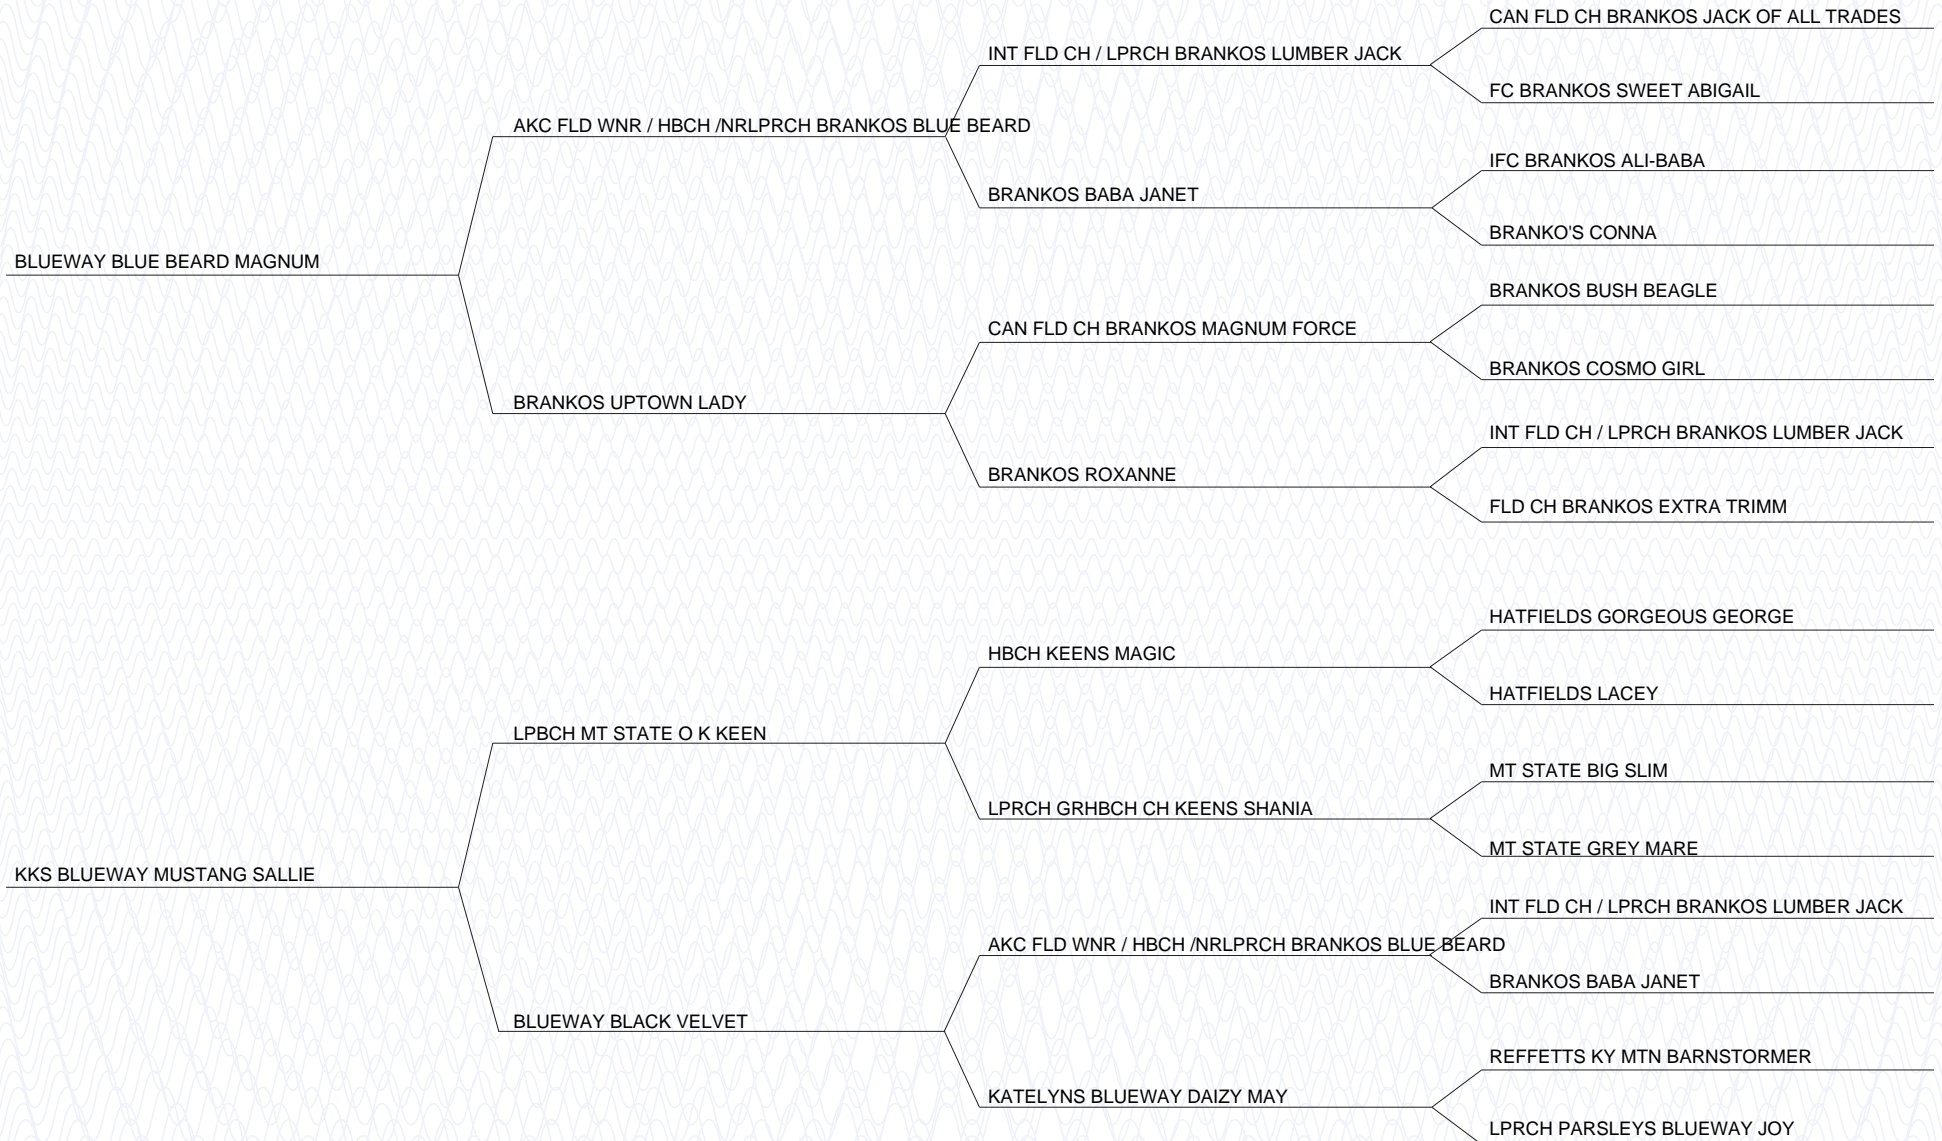 CAN FLD CH BRANKOS JACK OF ALL TRADES
INT FLD CH / LPRCH BRANKOS LUMBER JACK
FC BRANKOS SWEET ABIGAIL
AKC FLD WNR / HBCH /NRLPRCH BRANKOS BLUE BEARD
IFC BRANKOS ALI-BABA
BRANKOS BABA JANET
BRANKO'S CONNA
BLUEWAY BLUE BEARD MAGNUM
BRANKOS BUSH BEAGLE
CAN FLD CH BRANKOS MAGNUM FORCE
BRANKOS COSMO GIRL
BRANKOS UPTOWN LADY
INT FLD CH / LPRCH BRANKOS LUMBER JACK
BRANKOS ROXANNE
FLD CH BRANKOS EXTRA TRIMM
HATFIELDS GORGEOUS GEORGE
HBCH KEENS MAGIC
HATFIELDS LACEY
LPBCH MT STATE O K KEEN
MT STATE BIG SLIM
LPRCH GRHBCH CH KEENS SHANIA
MT STATE GREY MARE
KKS BLUEWAY MUSTANG SALLIE
INT FLD CH / LPRCH BRANKOS LUMBER JACK
AKC FLD WNR / HBCH /NRLPRCH BRANKOS BLUE BEARD
BRANKOS BABA JANET
BLUEWAY BLACK VELVET
REFFETTS KY MTN BARNSTORMER
KATELYNS BLUEWAY DAIZY MAY
LPRCH PARSLEYS BLUEWAY JOY